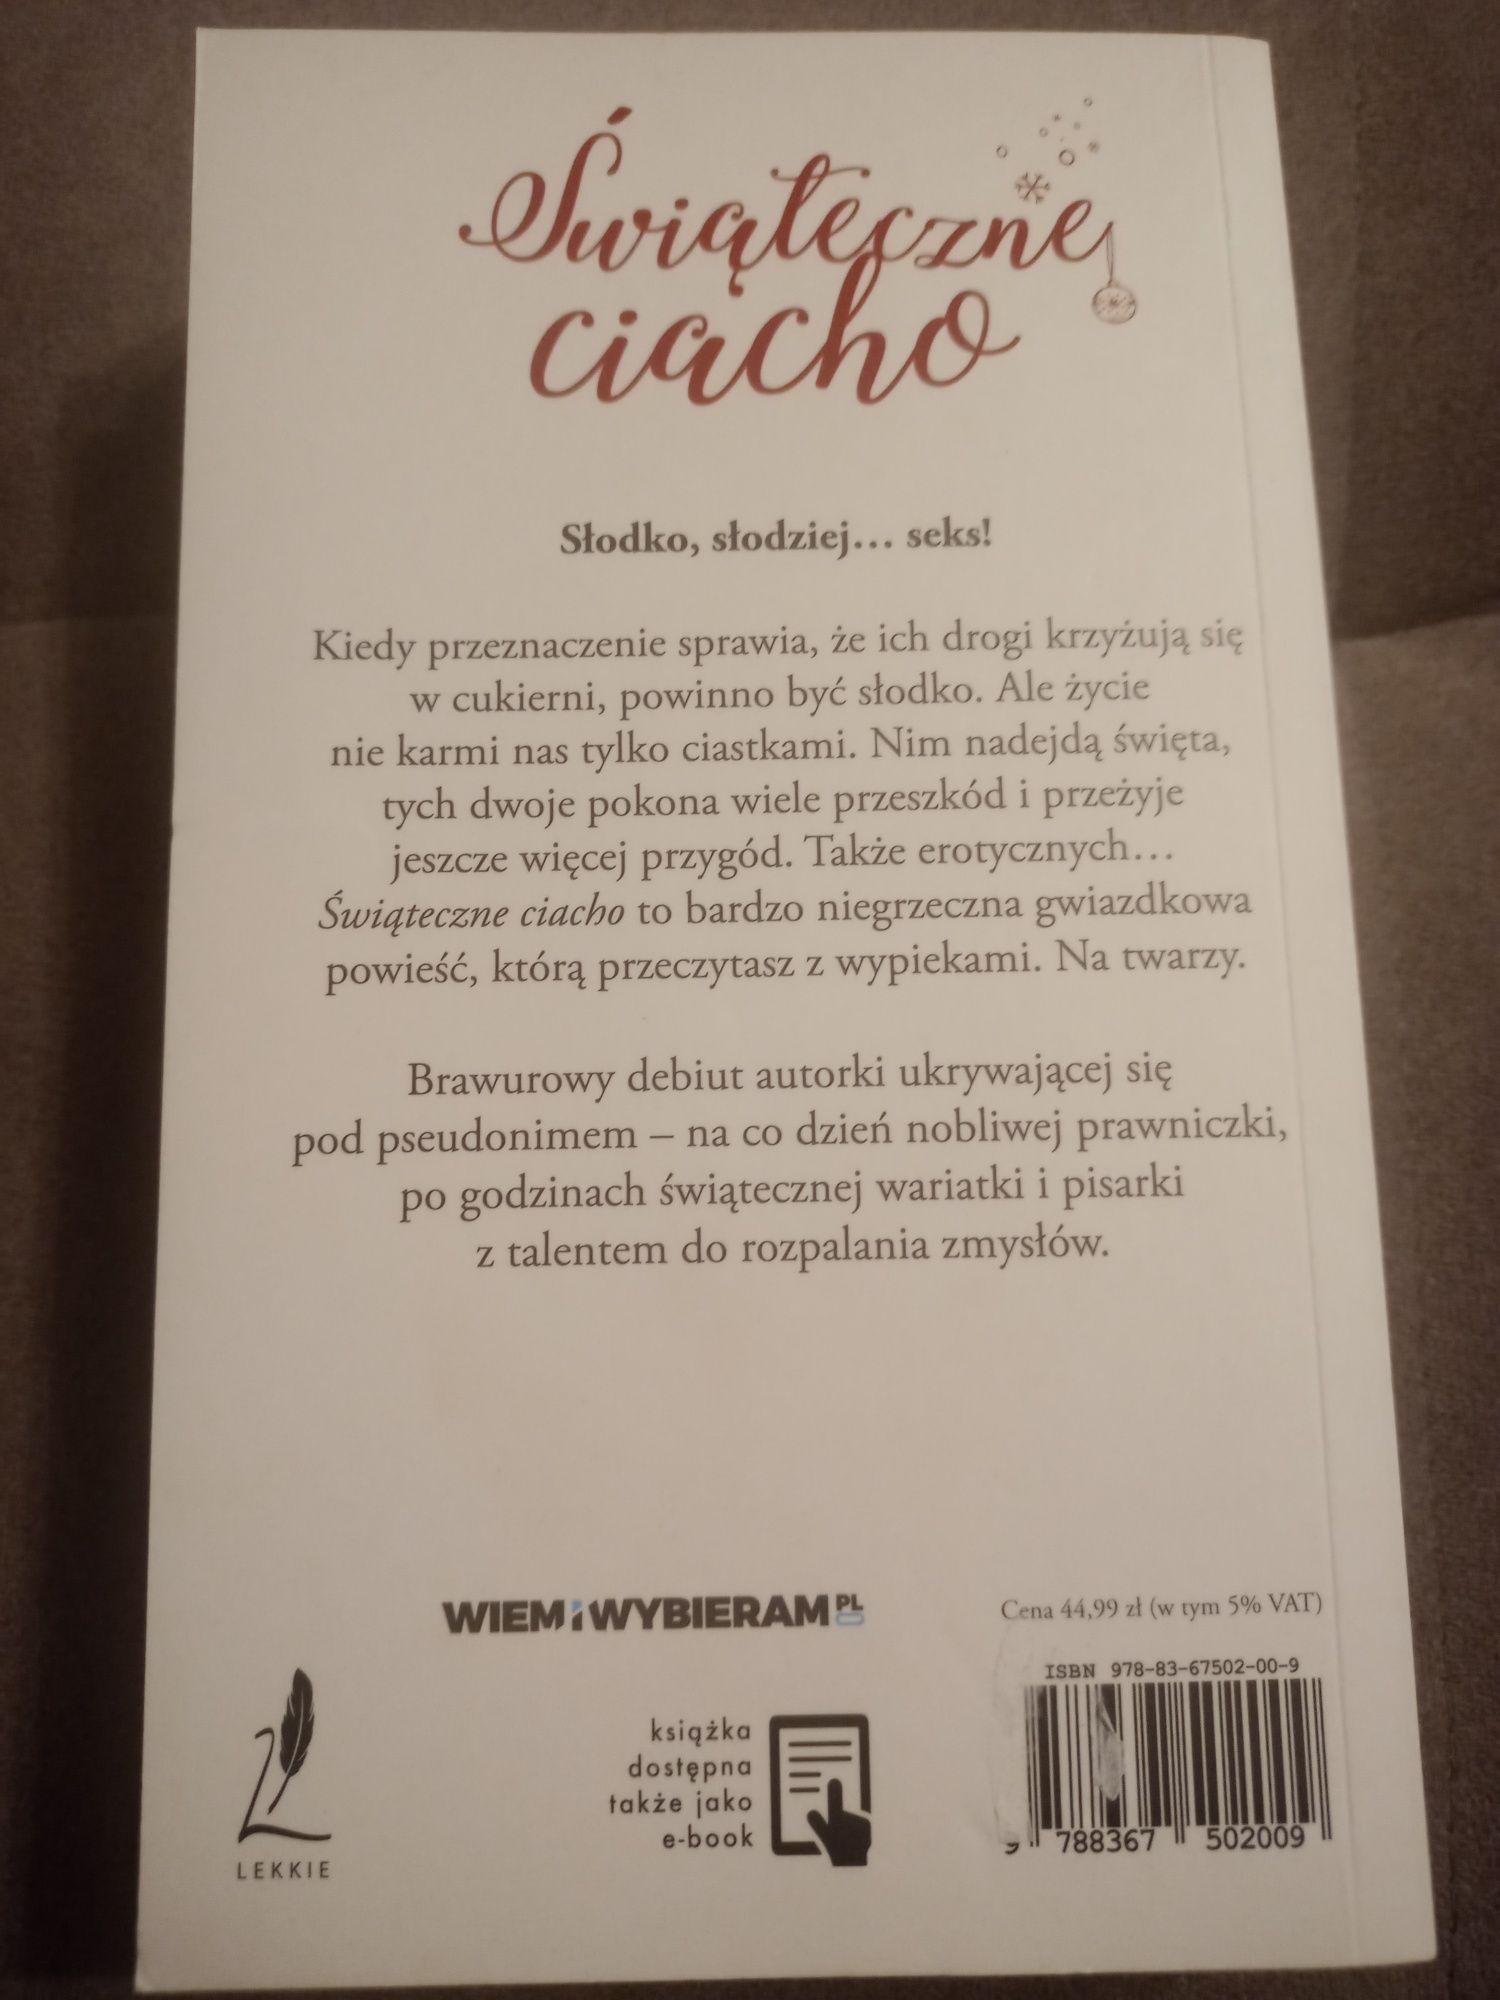 Świąteczne
ciacho
Słodko, słodziej... seks!
Kiedy przeznaczenie sprawia, że ich drogi krzyżują się
w cukierni, powinno być słodko. Ale życie
nie karmi nas tylko ciastkami. Nim nadejdą święta,
tych dwoje pokona wiele przeszkód i przeżyje
jeszcze więcej przygód. Także erotycznych...
Świąteczne ciacho to bardzo niegrzeczna gwiazdkowa
powieść, którą przeczytasz z wypiekami. Na twarzy.
Brawurowy debiut autorki ukrywającej się
pod pseudonimem – na co dzień nobliwej prawniczki,
po godzinach świątecznej wariatki i pisarki
z talentem do rozpalania zmysłów.
WIEM i WYBIERAM PL
Cena 44,99 zł (w tym 5% VAT)
ISBN 978-83-67502-00-9
książka
dostępna
także jako
e-book
9 788367 502009
LEKKIE